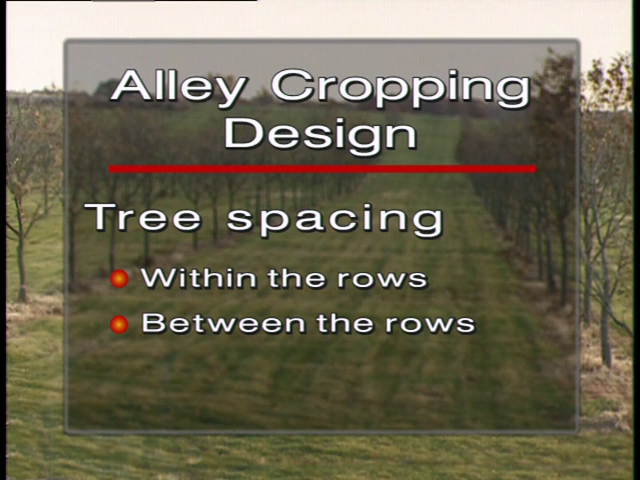 Alley Cropping
Design
Tree spacing
Within the rows
Between the rows